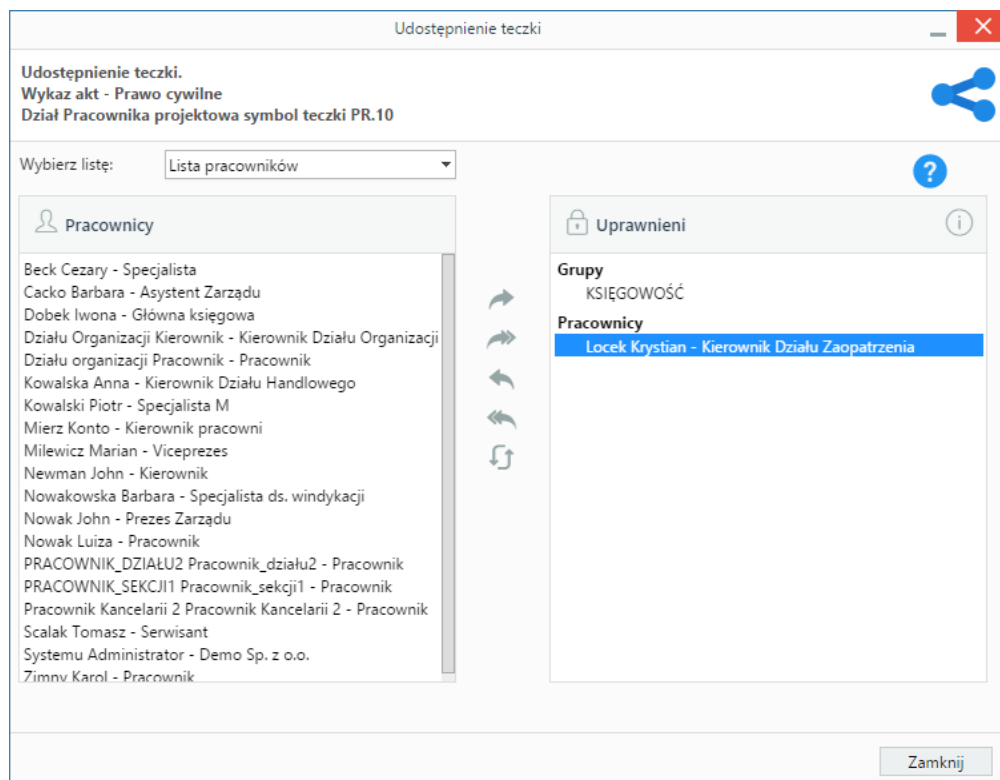 Udostępnienie teczki
Udostępnienie teczki.
Wykaz akt - Prawo cywilne
Dział Pracownika projektowa symbol teczki PR.10
Wybierz listę:
Lista pracowników
?
Pracownicy
Beck Cezary - Specjalista
Cacko Barbara - Asystent Zarządu
Dobek Iwona - Główna księgowa
Działu Organizacji Kierownik - Kierownik Działu Organizacji
Działu organizacji Pracownik - Pracownik
Kowalska Anna - Kierownik Działu Handlowego
Kowalski Piotr - Specjalista M
Mierz Konto - Kierownik pracowni
Milewicz Marian - Viceprezes
Newman John - Kierownik
Nowakowska Barbara - Specjalista ds. windykacji
Nowak John - Prezes Zarządu
Nowak Luiza - Pracownik
PRACOWNIK_DZIAŁU2 Pracownik_działu2 - Pracownik
PRACOWNIK_SEKCJI1 Pracownik_sekcji1 - Pracownik
Pracownik Kancelarii 2 Pracownik Kancelarii 2 - Pracownik
Scalak Tomasz - Serwisant
Systemu Administrator - Demo Sp. z o.o.
Zimny Karol - Pracownik
Uprawnieni
i
Grupy
KSIĘGOWOŚĆ
Pracownicy
Locek Krystian - Kierownik Działu Zaopatrzenia
Zamknij